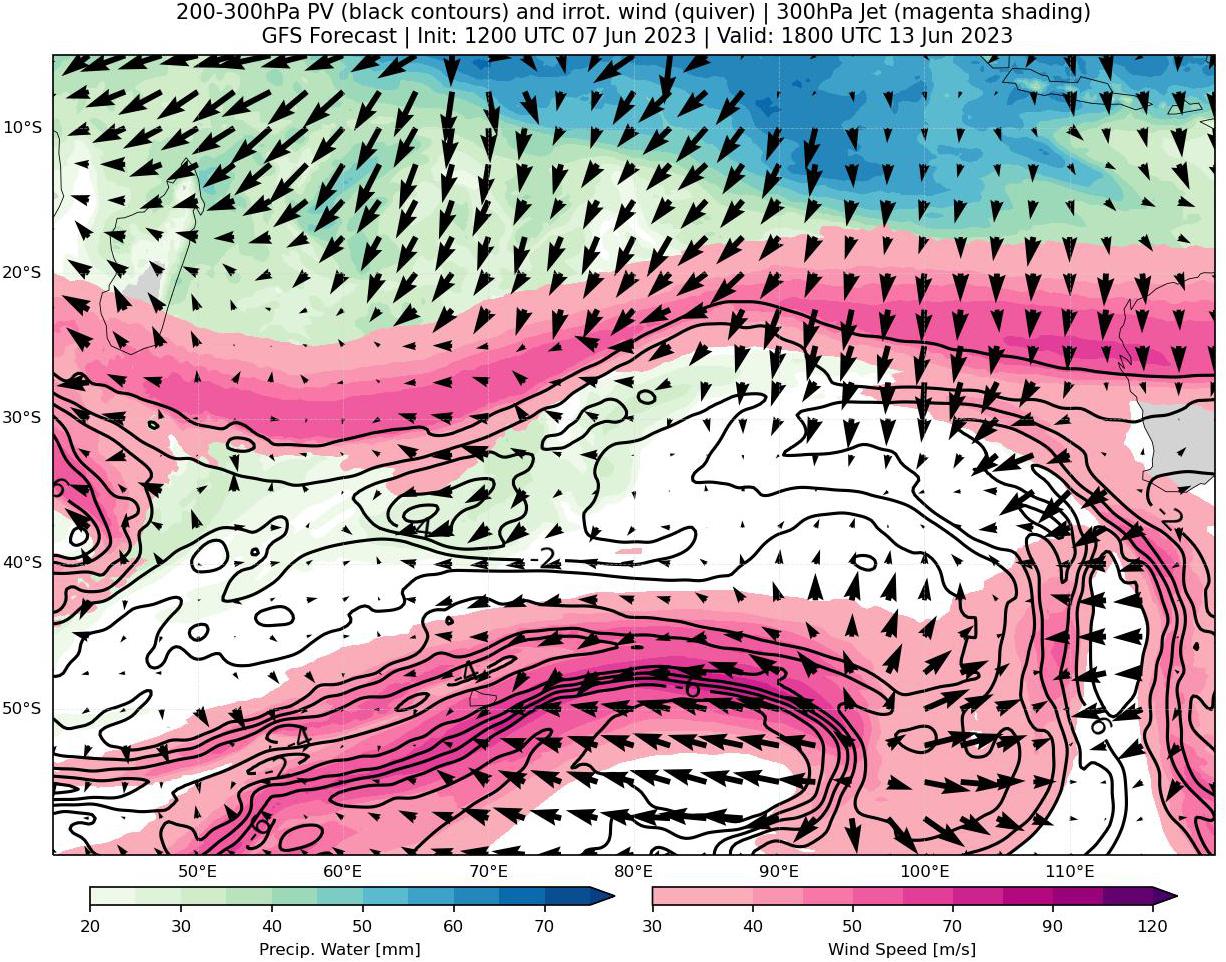 200-300hPa PV (black contours) and irrot. wind (quiver) | 300hPa Jet (magenta shading)
GFS Forecast | Init: 1200 UTC 07 Jun 2023 | Valid: 1800 UTC 13 Jun 2023
10°S
20°S
30°S
40°S
50°S
-4
-2
-4
-6
-4
-2
-6
-2
50°E
60°E
70°E
80°E
90°E
100°E
110°E
20
30
40
50
60
70
30
40
50
70
90
120
Precip. Water [mm]
Wind Speed [m/s]